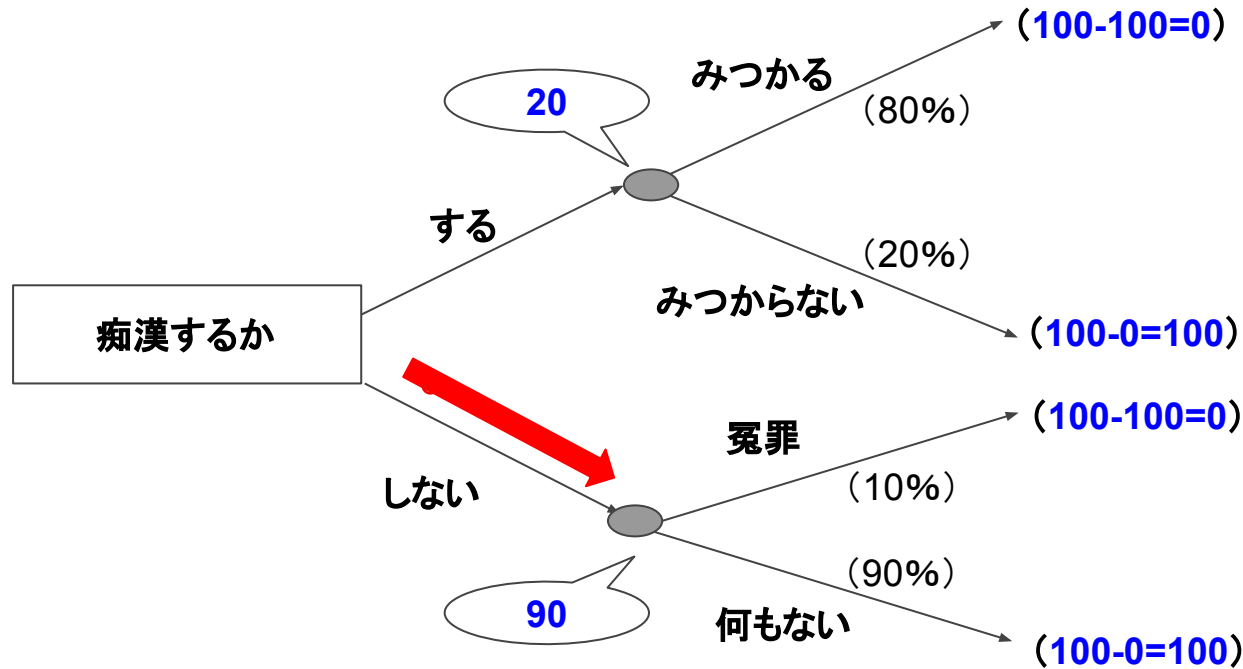 （100-100=0）
みつかる
20
（80%）
する
（20%）
みつからない
痴漢するか
（100-0=100）
（100-100=0）
冤罪
しない
（10%）
（90%）
90
何もない
（100-0=100）